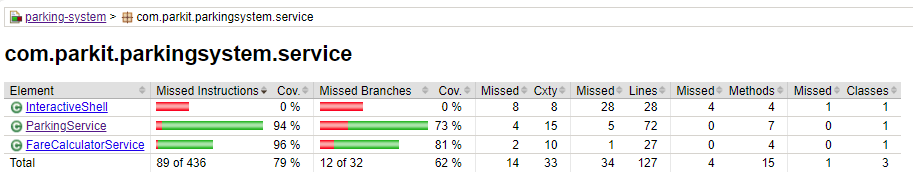 parking-system > com.parkit.parkingsystem.service
com.parkit.parkingsystem.service
Element Missed Instructions Cov. Missed Branches Cov. Missed Cxty Missed Lines Missed Methods Missed Classes
InteractiveShell 0 % 0 % 8 8 28 28 4 4 1 1
ParkingService 94 % 73 % 4 15 5 72 0 7 0 1
FareCalculatorService 96 % 81 % 2 10 1 27 0 4 0 1
Total 89 of 436 79 % 12 of 32 62 % 14 33 34 127 4 15 1 3